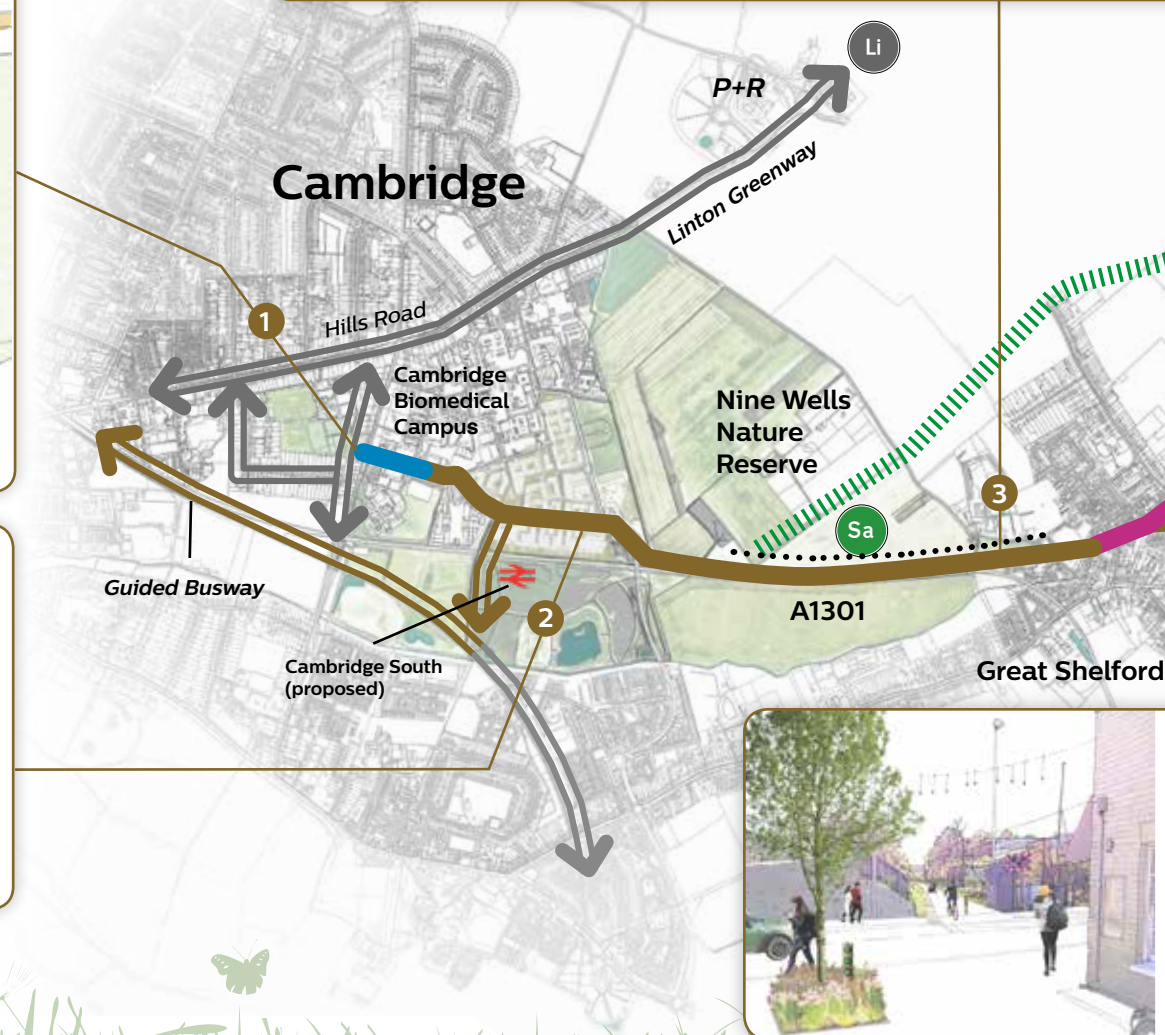 Li
P+R
Cambridge
Linton Greenway
1
Hills Road
Cambridge
Biomedical
Campus
Nine Wells
Nature
Reserve
3
Sa
Guided Busway
2
A1301
Cambridge South
(proposed)
Great Shelford